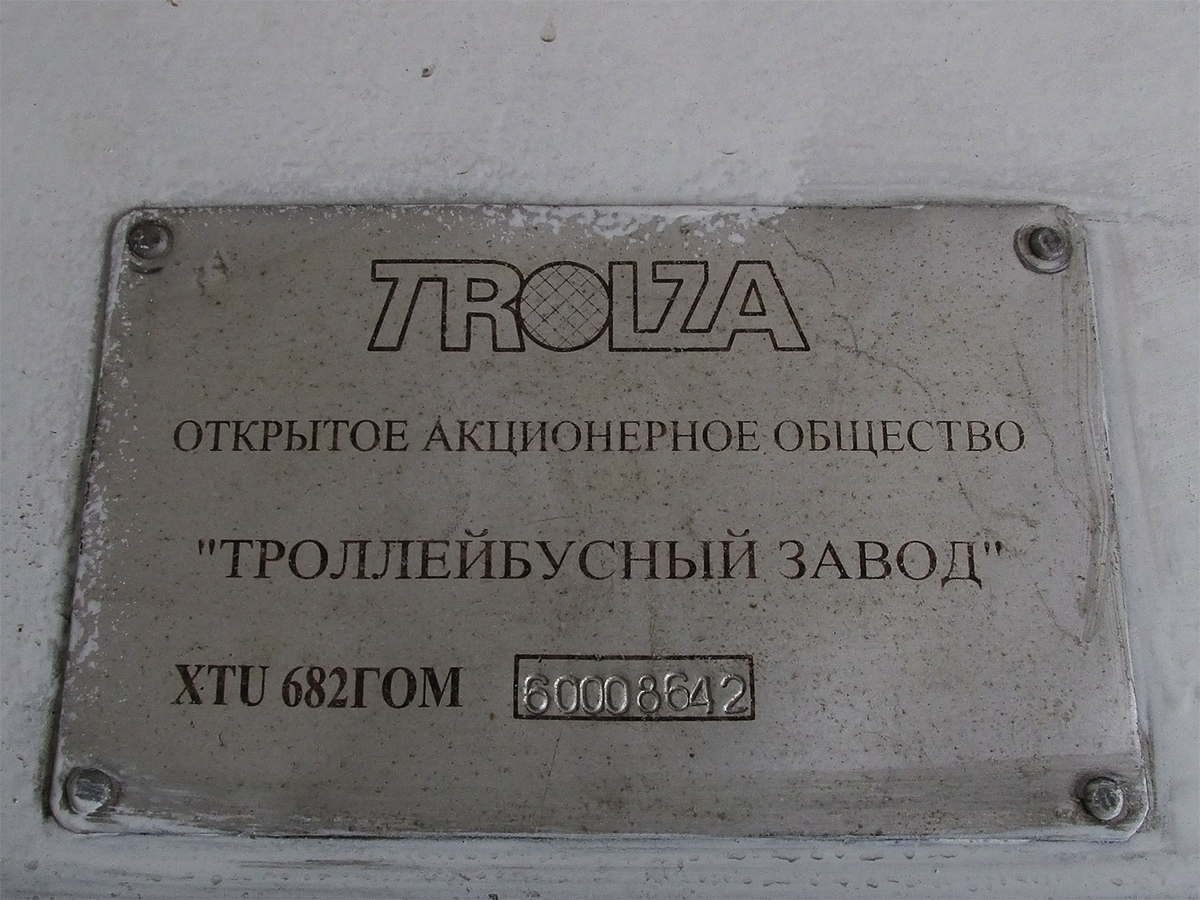 TROLZA
ОТКРЫТОЕ АКЦИОНЕРНОЕ ОБЩЕСТВО
"ТРОЛЛЕЙБУСНЫЙ ЗАВОД"
XTU 682ГОМ 60008642